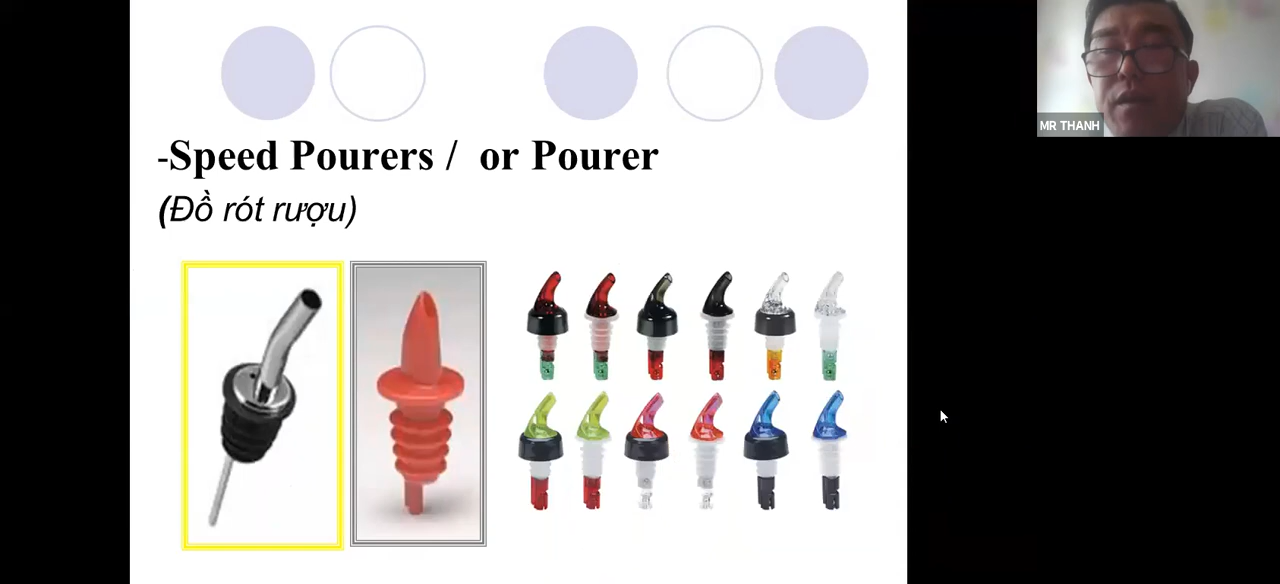 -Speed Pourers / or Pourer
(Đồ rót rượu)
MR THANH